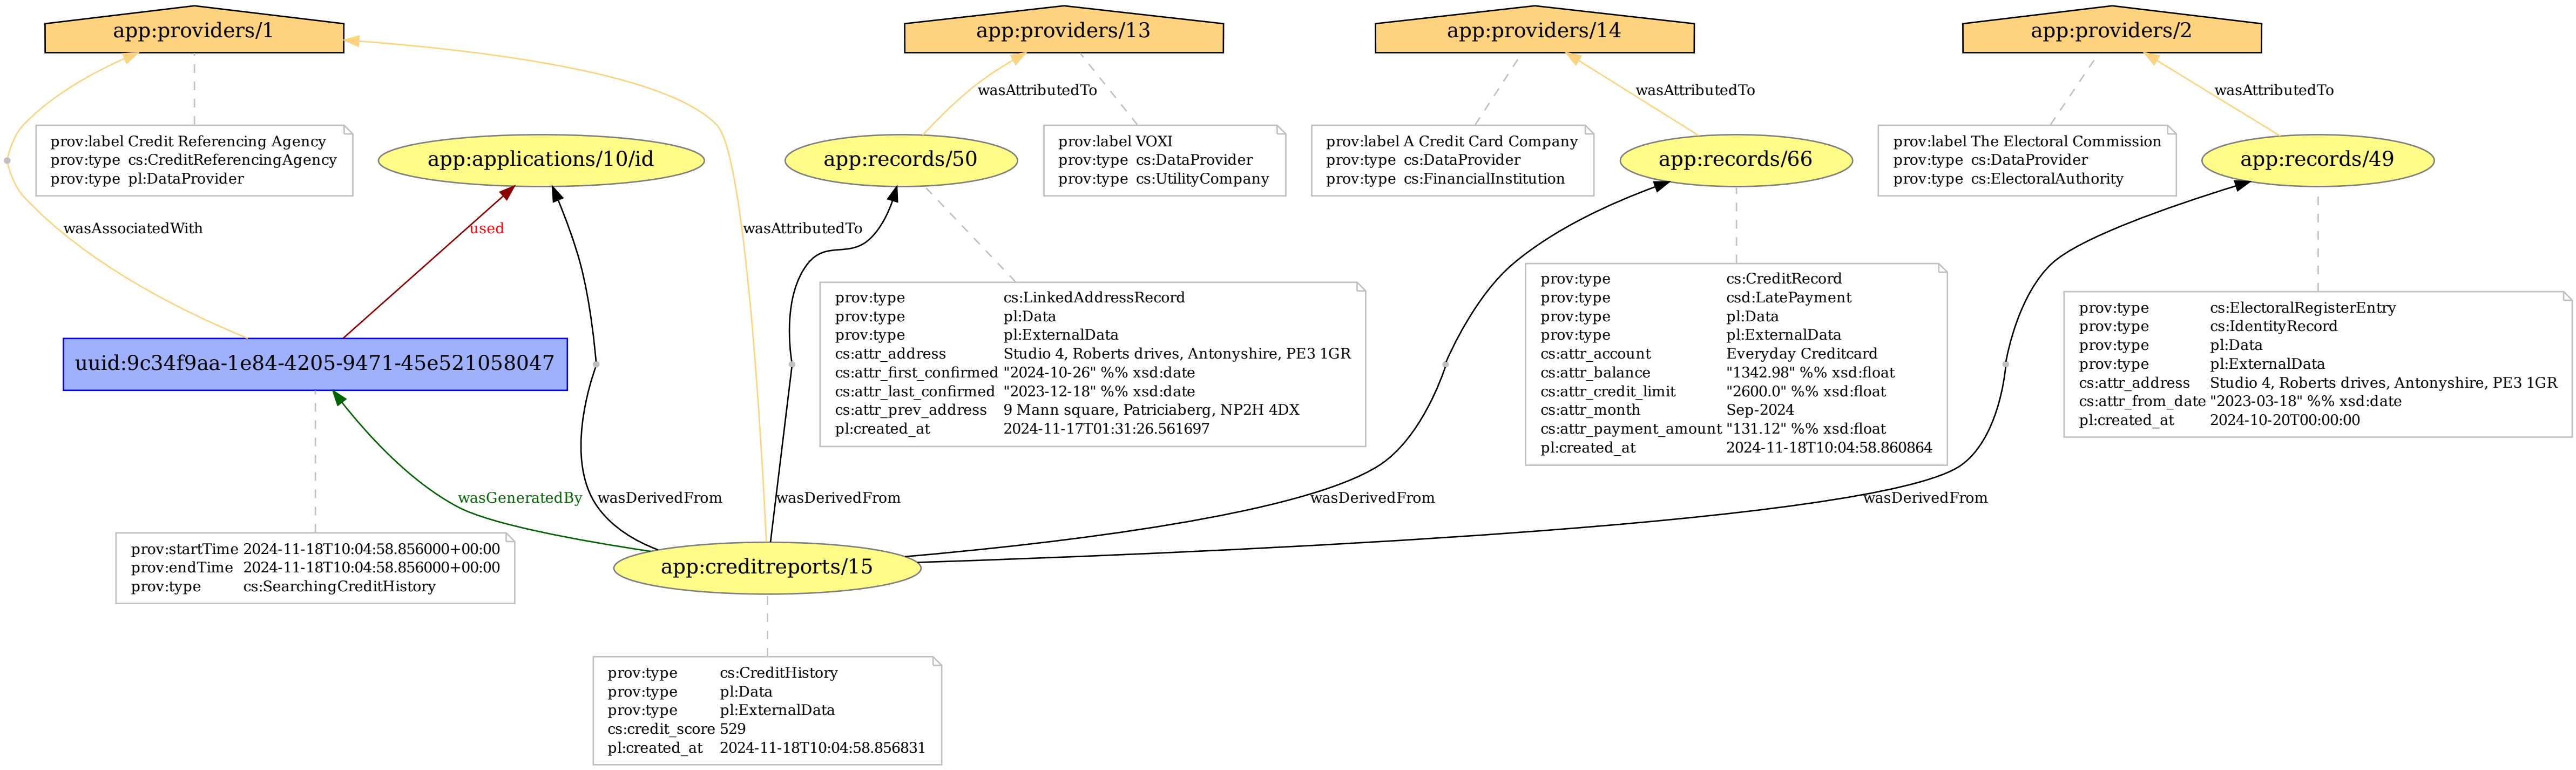 app:providers/1
app:providers/13
app:providers/14
app:providers/2
wasAttributedTo
wasAttributedTo
wasAttributedTo
prov:label Credit Referencing Agency
prov:type cs:CreditReferencingAgency
prov:type pl:DataProvider
app:applications/10/id
app:records/50
prov:label VOXI
prov:type cs:DataProvider
prov:type cs:UtilityCompany
prov:label A Credit Card Company
prov:type cs:DataProvider
prov:type cs:FinancialInstitution
app:records/66
prov:label The Electoral Commission
prov:type cs:DataProvider
prov:type cs:ElectoralAuthority
app:records/49
wasAssociatedWith
used
wasAttributedTo
uuid:9c34f9aa-1e84-4205-9471-45e521058047
prov:type cs:LinkedAddressRecord
prov:type pl:Data
prov:type pl:ExternalData
cs:attr_address Studio 4, Roberts drives, Antonyshire, PE3 1GR
cs:attr_first_confirmed "2024-10-26" %% xsd:date
cs:attr_last_confirmed "2023-12-18" %% xsd:date
cs:attr_prev_address 9 Mann square, Patriciaberg, NP2H 4DX
pl:created_at 2024-11-17T01:31:26.561697
prov:type cs:CreditRecord
prov:type csd:LatePayment
prov:type pl:Data
prov:type pl:ExternalData
cs:attr_account Everyday Creditcard
cs:attr_balance "1342.98" %% xsd:float
cs:attr_credit_limit "2600.0" %% xsd:float
cs:attr_month Sep-2024
cs:attr_payment_amount "131.12" %% xsd:float
pl:created_at 2024-11-18T10:04:58.860864
prov:type cs:ElectoralRegisterEntry
prov:type cs:IdentityRecord
prov:type pl:Data
prov:type pl:ExternalData
cs:attr_address Studio 4, Roberts drives, Antonyshire, PE3 1GR
cs:attr_from_date "2023-03-18" %% xsd:date
pl:created_at 2024-10-20T00:00:00
wasGeneratedBy
wasDerivedFrom
wasDerivedFrom
wasDerivedFrom
wasDerivedFrom
prov:startTime 2024-11-18T10:04:58.856000+00:00
prov:endTime 2024-11-18T10:04:58.856000+00:00
prov:type cs:SearchingCreditHistory
app:creditreports/15
prov:type cs:CreditHistory
prov:type pl:Data
prov:type pl:ExternalData
cs:credit_score 529
pl:created_at 2024-11-18T10:04:58.856831